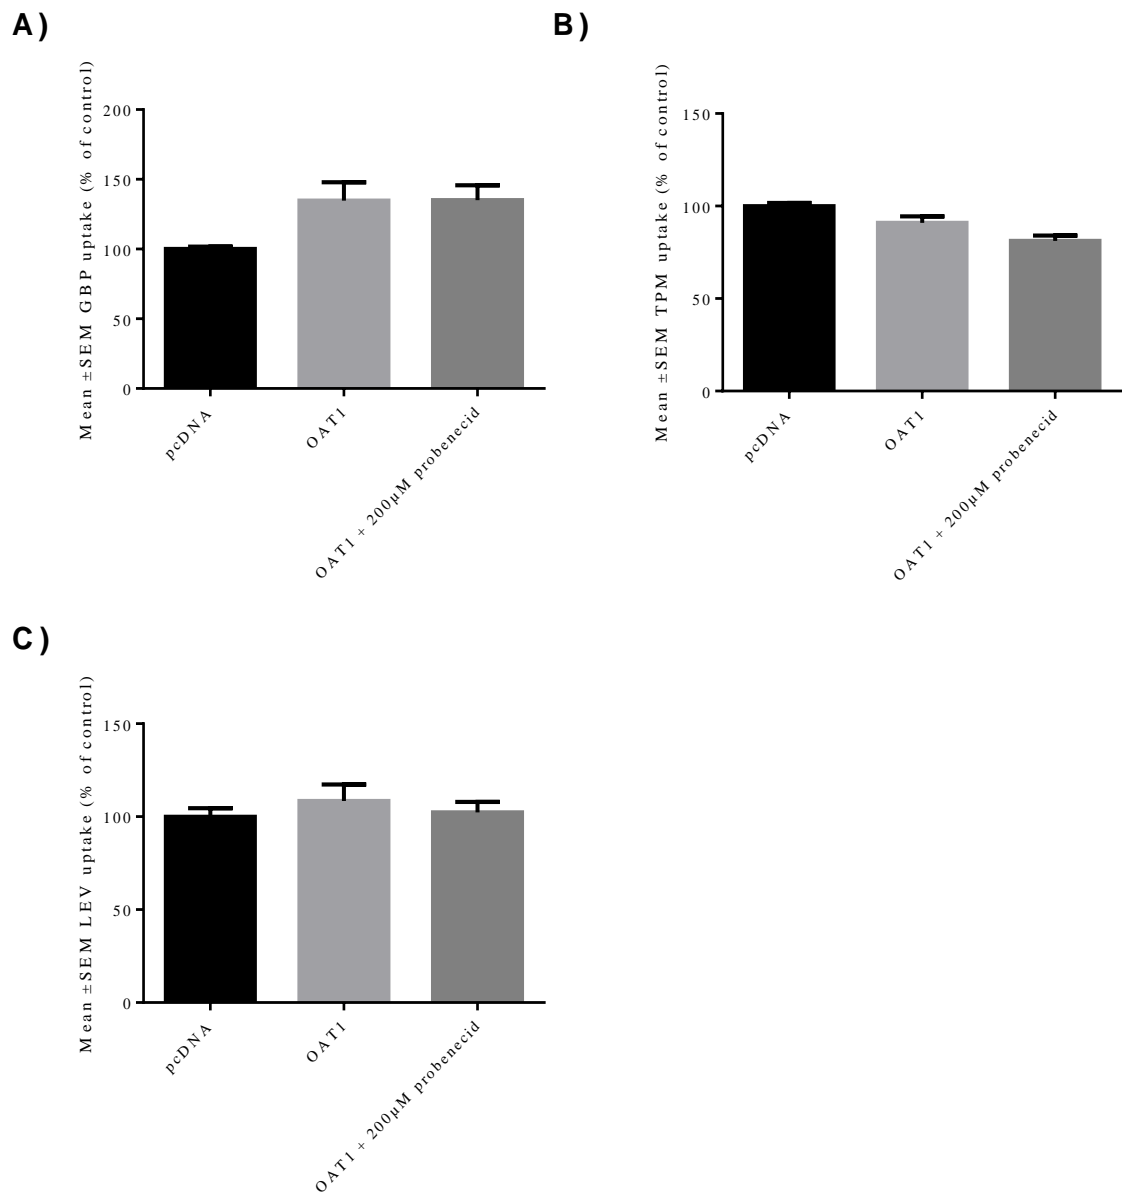 A)
Mean ±SEM GBP uptake (% of control)
200
150
100
50
0
pcDNA
OAT1
OAT1 + 200µM probenecid
B)
Mean ±SEM TPM uptake (% of control)
150
100
50
0
pcDNA
OAT1
OAT1 + 200µM probenecid
C)
Mean ±SEM LEV uptake (% of control)
150
100
50
0
pcDNA
OAT1
OAT1 + 200µM probenecid